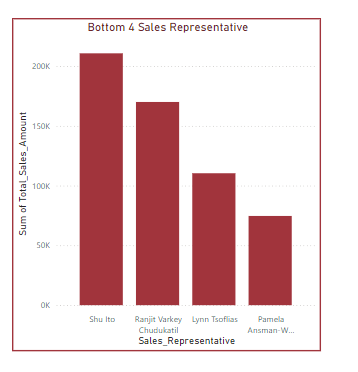 Bottom 4 Sales Representative
Sum of Total_Sales_Amount
200K
150K
100K
50K
0K
Shu Ito
Ranjit Varkey
Chudukatil
Lynn Tsoflias
Pamela
Ansman-W...
Sales_Representative